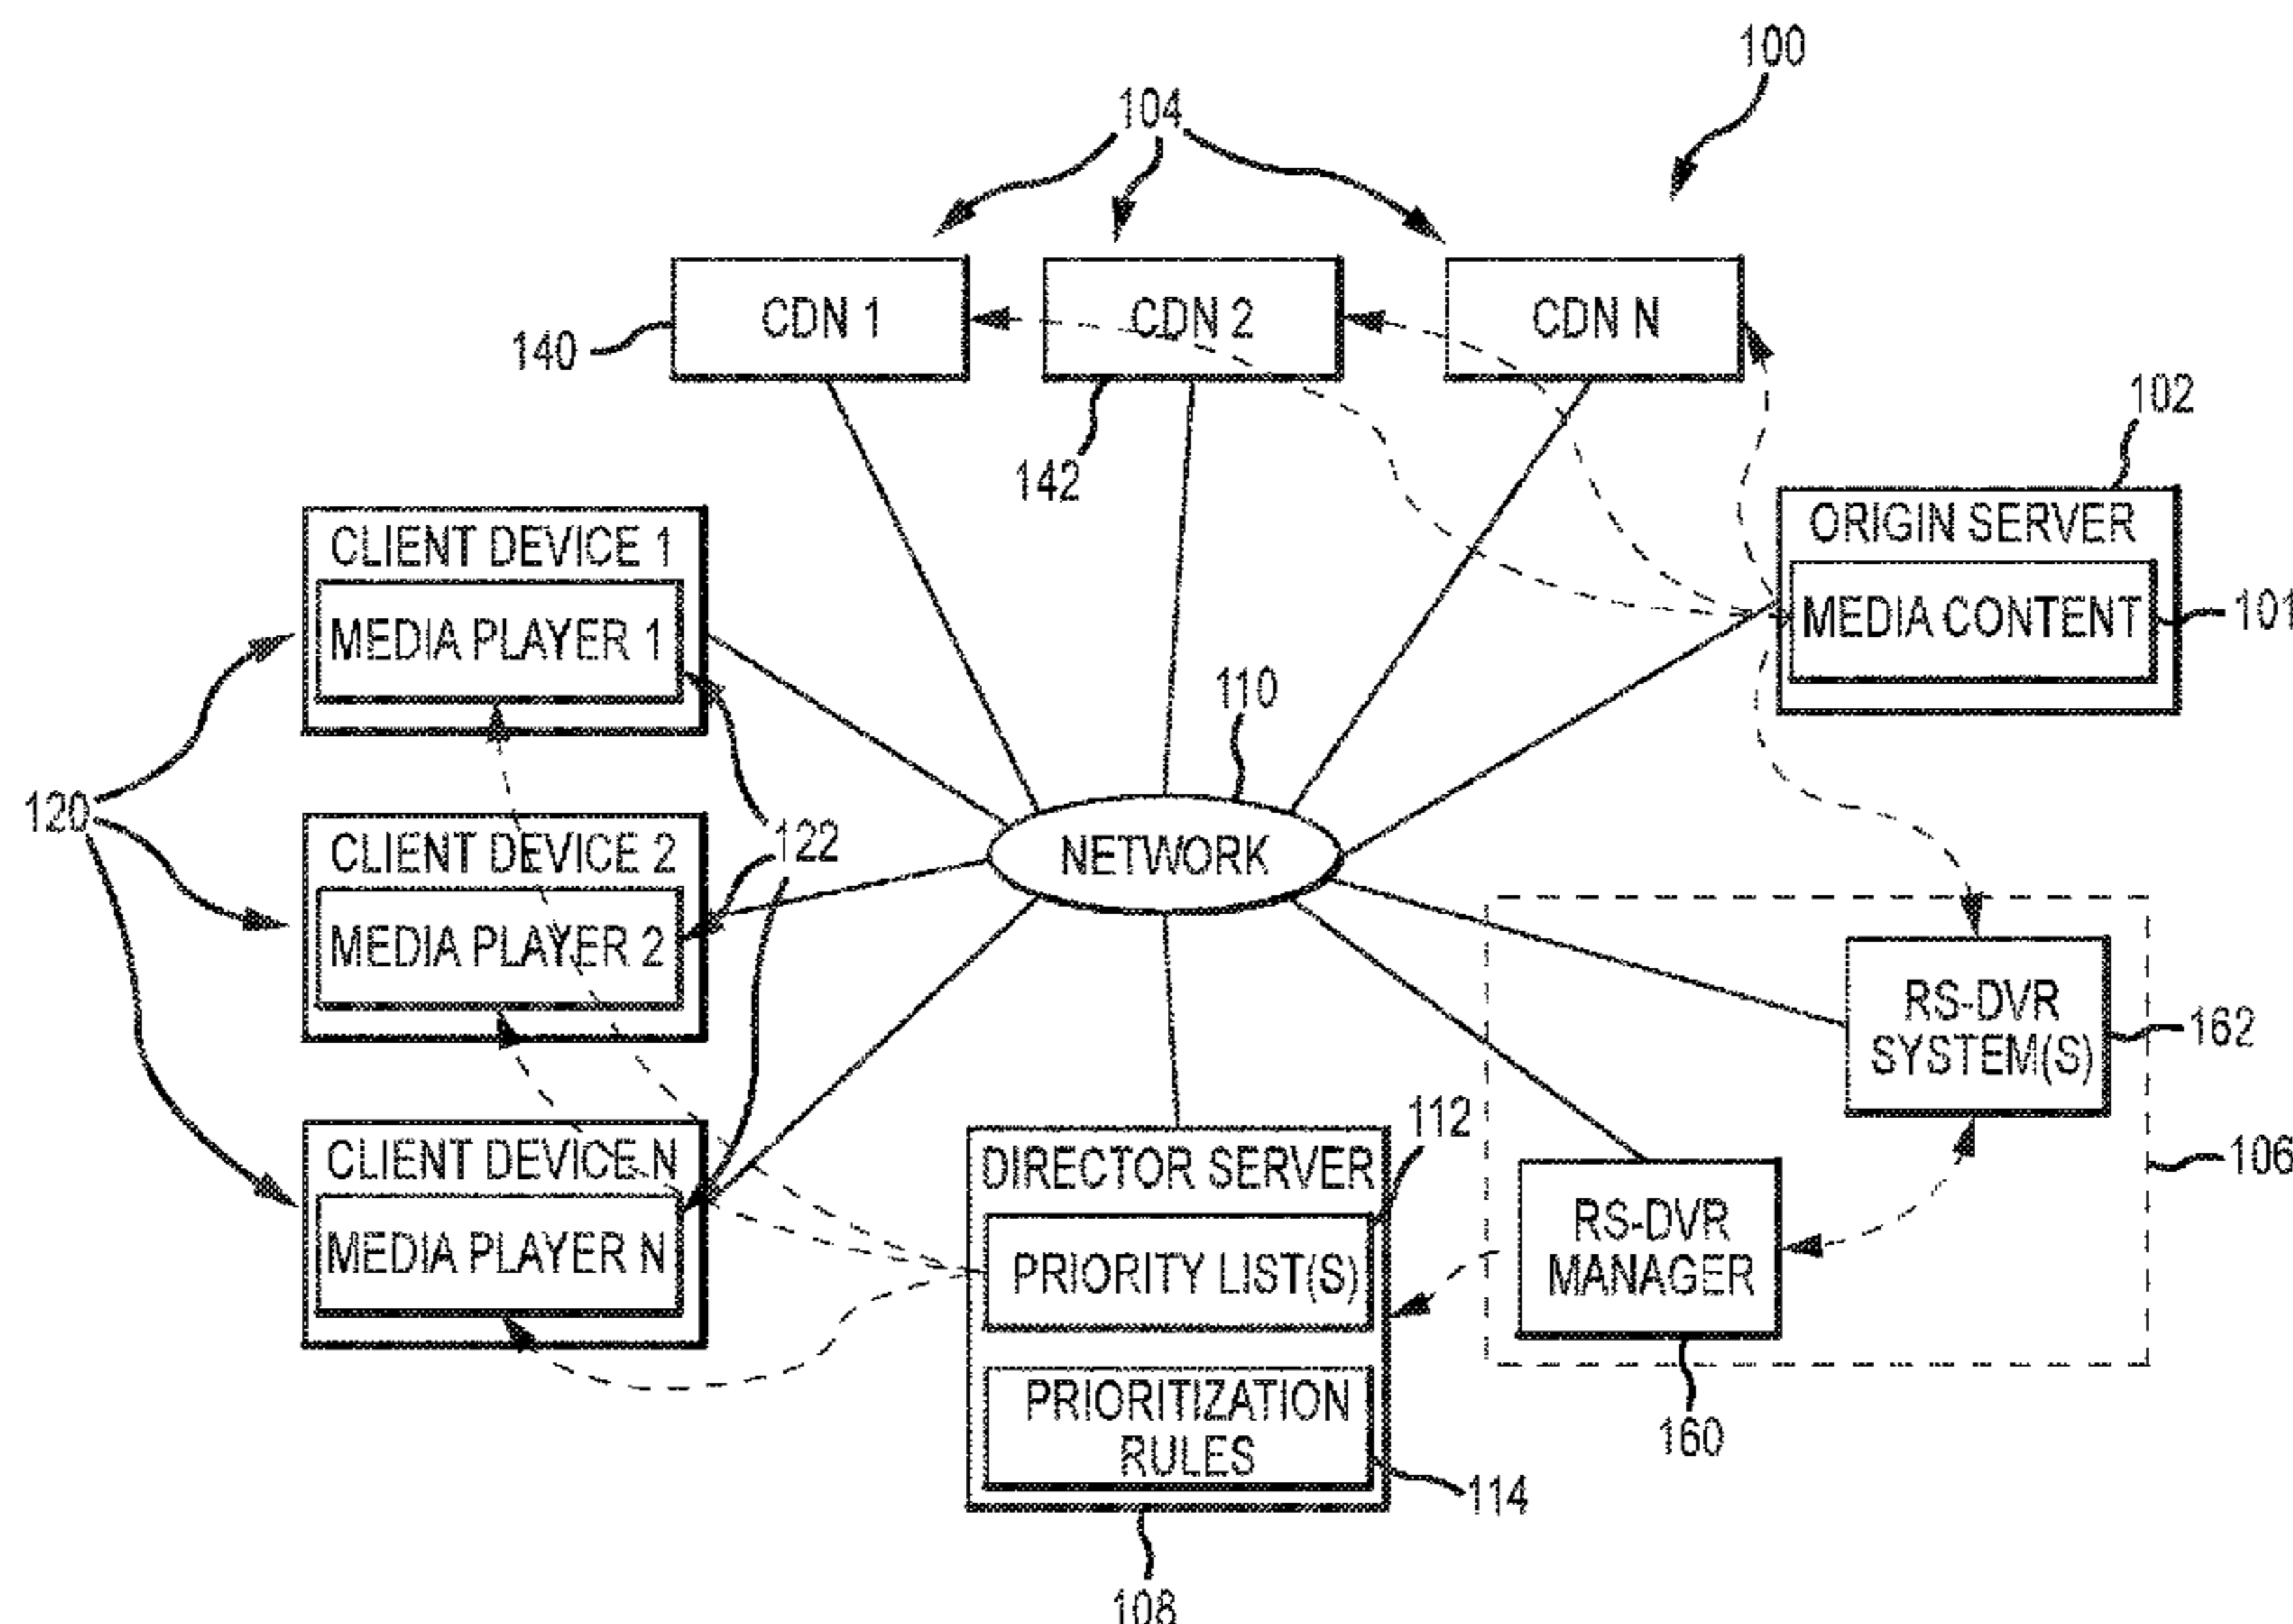 100
104
CDN 1
CDN 2
CDN N
140
142
102
ORIGIN SERVER
MEDIA CONTENT
101
CLIENT DEVICE 1
MEDIA PLAYER 1
110
NETWORK
120
122
CLIENT DEVICE 2
MEDIA PLAYER 2
RS-DVR
SYSTEM(S)
162
CLIENT DEVICE N
MEDIA PLAYER N
DIRECTOR SERVER
112
PRIORITY LIST(S)
RS-DVR
MANAGER
106
PRIORITIZATION
RULES
160
114
108